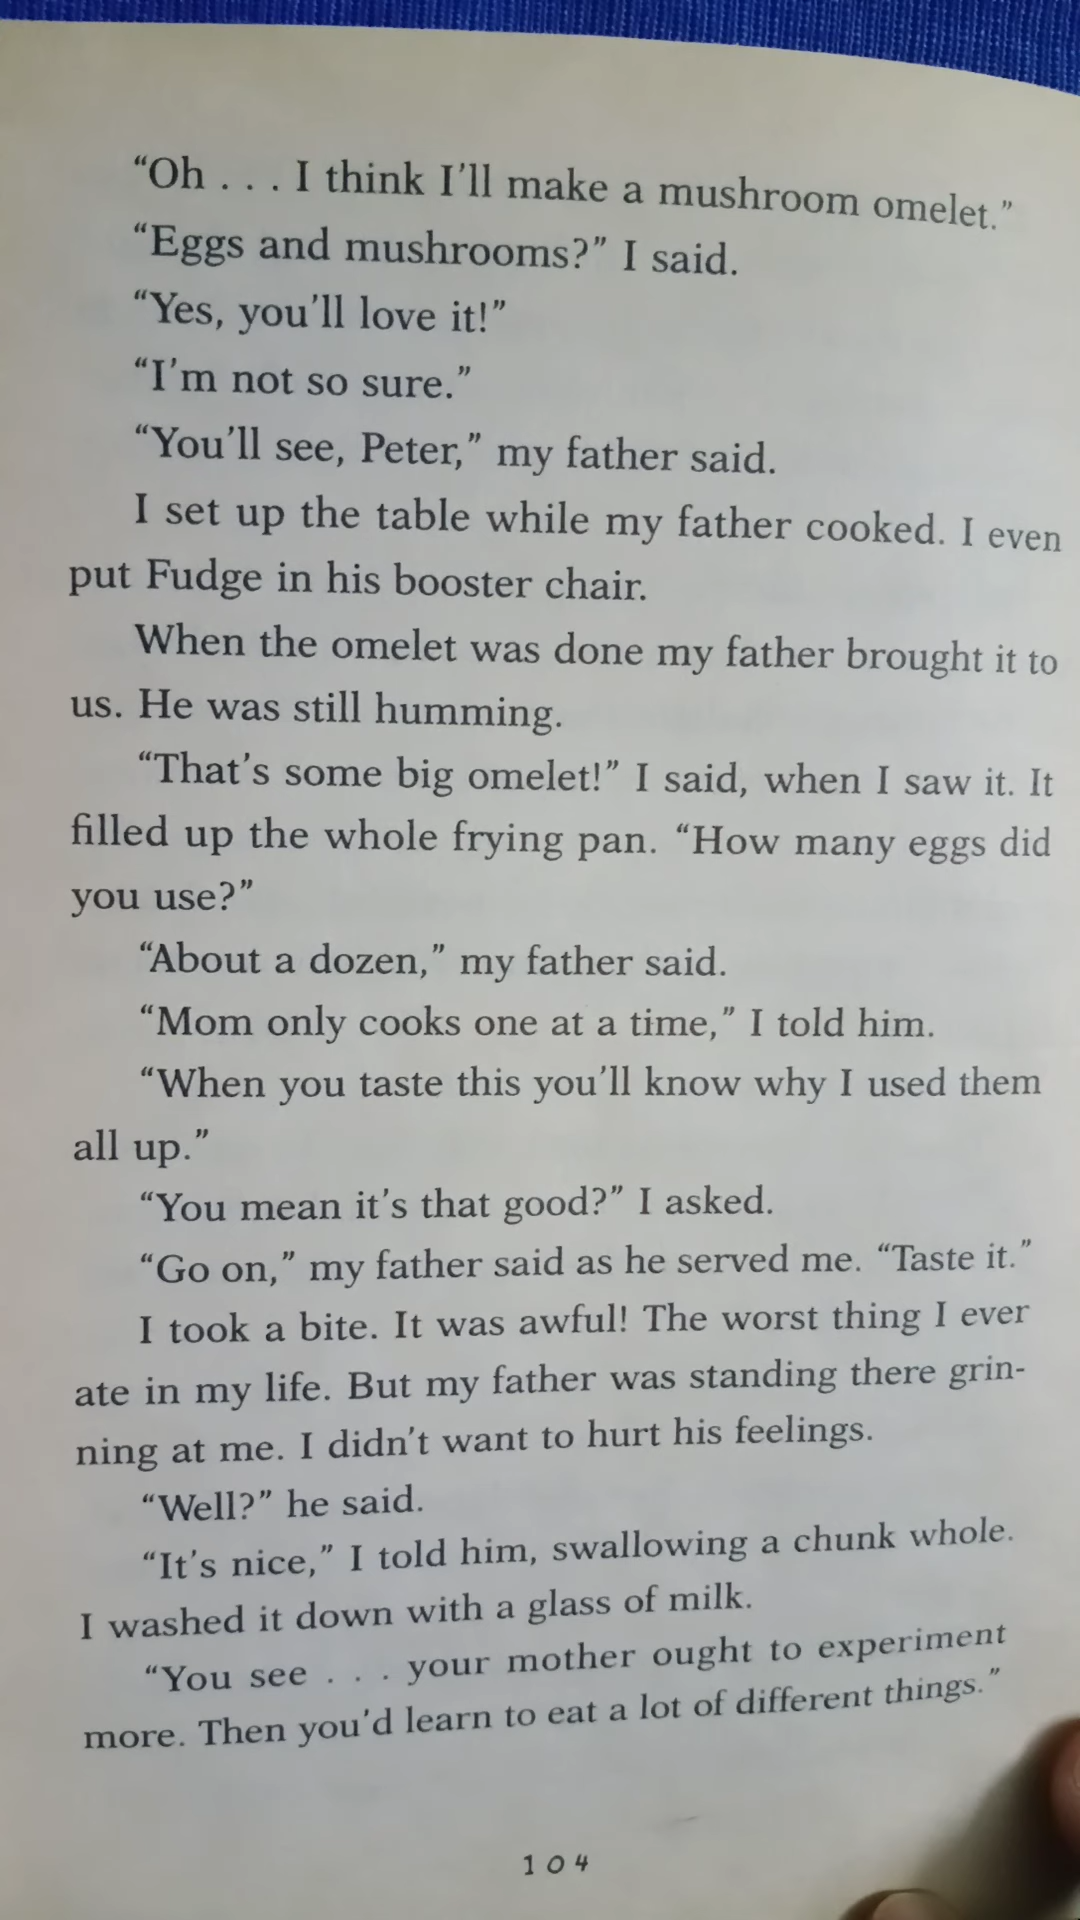 “Oh . . . I think I’ll make a mushroom omelet.”
“Eggs and mushrooms?” I said.
“Yes, you’ll love it!”
“I’m not so sure.”
“You’ll see, Peter,” my father said.
I set up the table while my father cooked. I even
put Fudge in his booster chair.
When the omelet was done my father brought it to
us. He was still humming.
“That’s some big omelet!” I said, when I saw it. It
filled up the whole frying pan. “How many eggs did
you use?”
“About a dozen,” my father said.
“Mom only cooks one at a time,” I told him.
“When you taste this you’ll know why I used them
all up.”
“You mean it’s that good?” I asked.
“Go on,” my father said as he served me. “Taste it.”
I took a bite. It was awful! The worst thing I ever
ate in my life. But my father was standing there grin-
ning at me. I didn’t want to hurt his feelings.
“Well?” he said.
“It’s nice,” I told him, swallowing a chunk whole.
I washed it down with a glass of milk.
“You see . . . your mother ought to experiment
more. Then you’d learn to eat a lot of different things.”
104